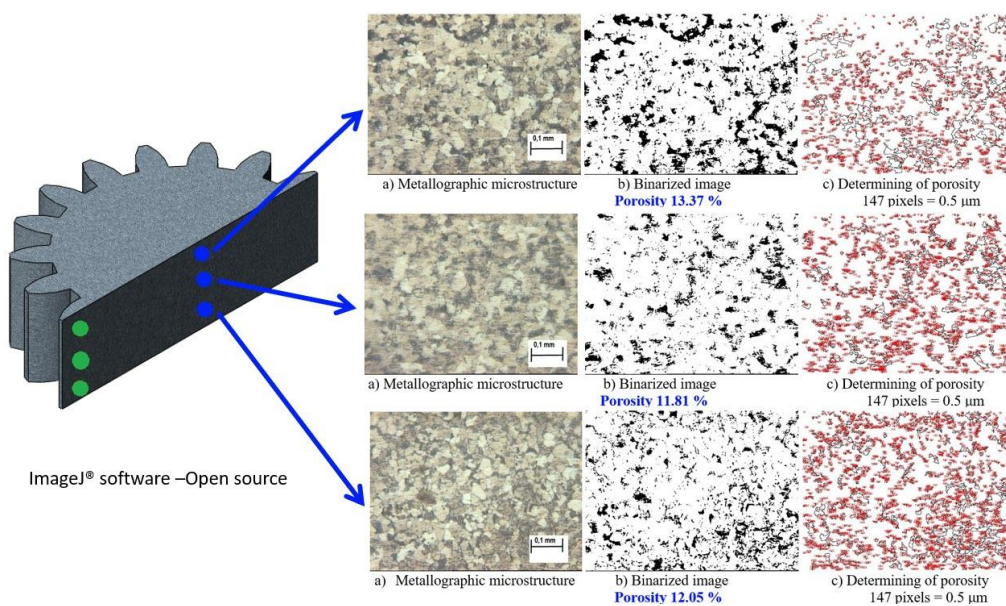 0,1 mm
a) Metallographic microstructure
b) Binarized image
Porosity 13.37 %
c) Determining of porosity
147 pixels = 0.5 µm
0,1 mm
a) Metallographic microstructure
b) Binarized image
Porosity 11.81 %
c) Determining of porosity
147 pixels = 0.5 µm
ImageJ® software –Open source
0,1 mm
a) Metallographic microstructure
b) Binarized image
Porosity 12.05 %
c) Determining of porosity
147 pixels = 0.5 µm